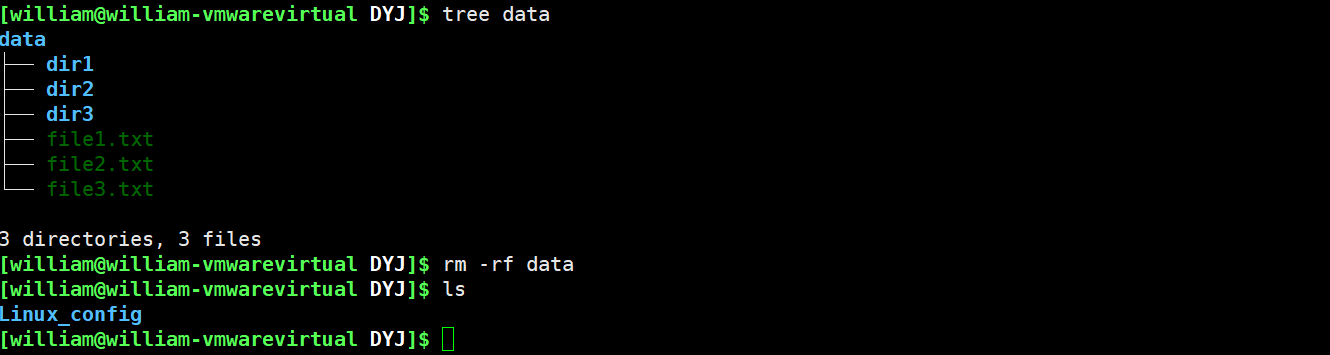 [william@william-vmwarevirtual DYJ]$ tree data
data
├── dir1
├── dir2
├── dir3
├── file1.txt
├── file2.txt
└── file3.txt
3 directories, 3 files
[william@william-vmwarevirtual DYJ]$ rm -rf data
[william@william-vmwarevirtual DYJ]$ ls
Linux_config
[william@william-vmwarevirtual DYJ]$